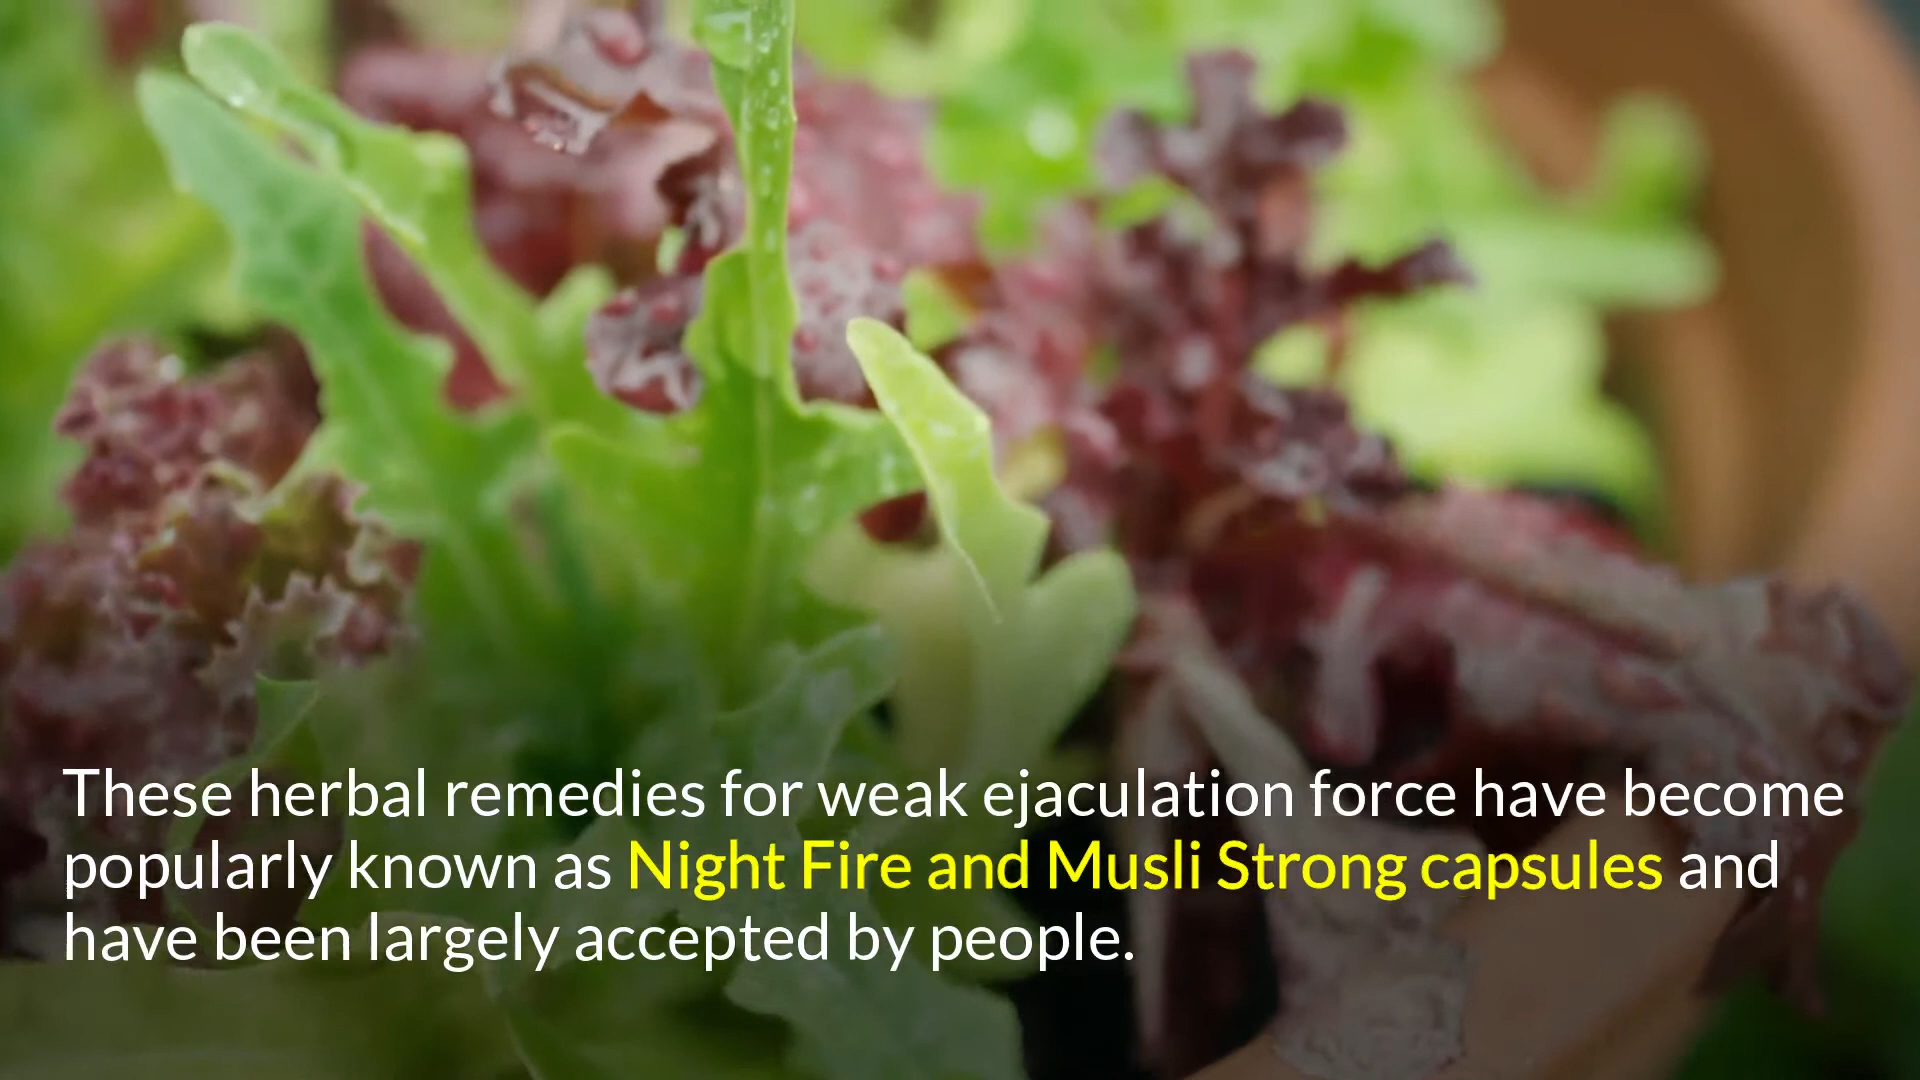 These herbal remedies for weak ejaculation force have become
popularly known as Night Fire and Musli Strong capsules and
have been largely accepted by people.